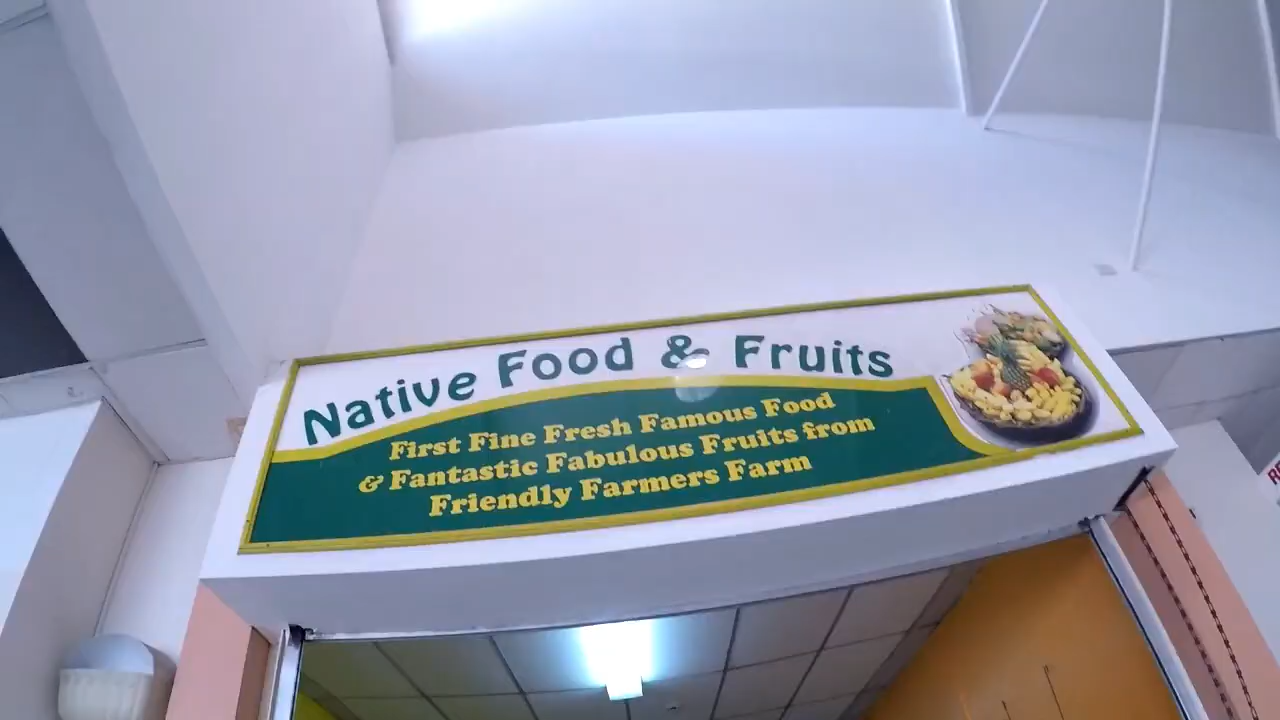 Native Food & Fruits
First Fine Fresh Famous Food
& Fantastic Fabulous Fruits from
Friendly Farmers Farm